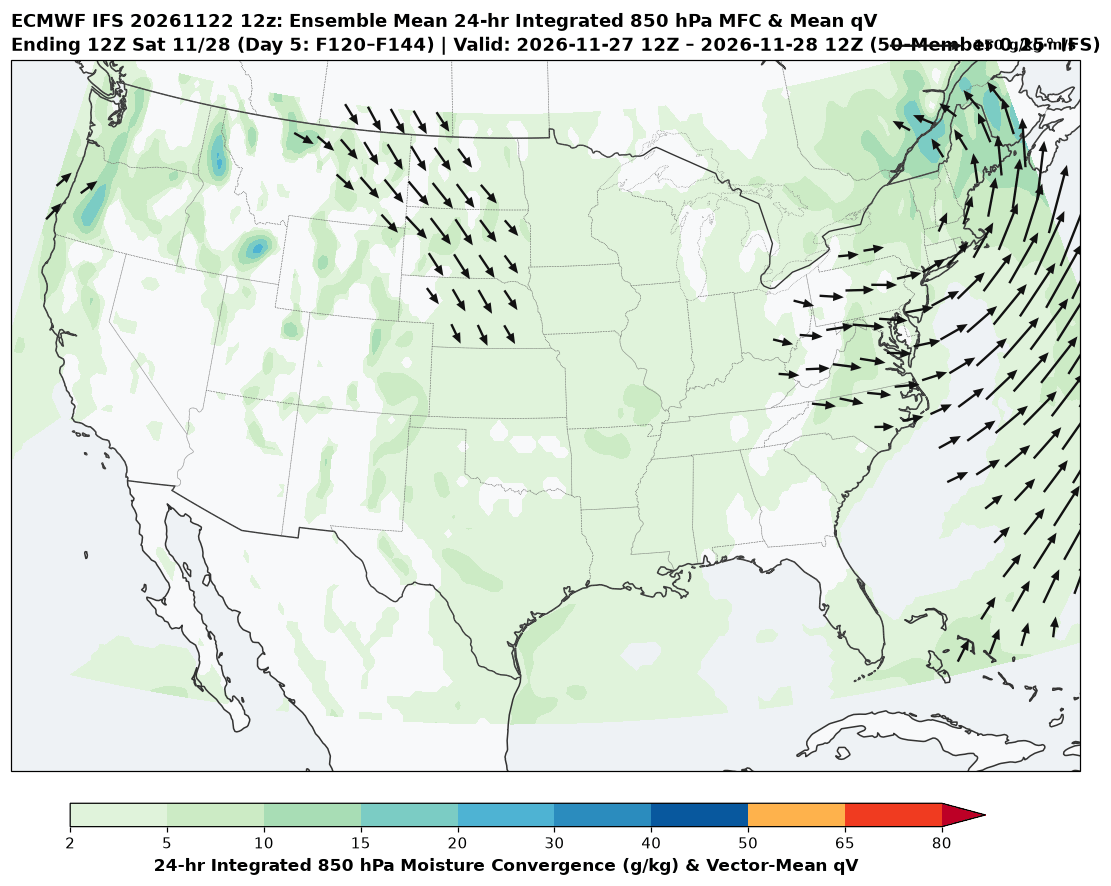 ECMWF IFS 20261122 12z: Ensemble Mean 24-hr Integrated 850 hPa MFC & Mean qV
Ending 12Z Sat 11/28 (Day 5: F120–F144) | Valid: 2026-11-27 12Z – 2026-11-28 12Z (50-Member 0.25° IFS)
2 5 10 15 20 30 40 50 65 80
24-hr Integrated 850 hPa Moisture Convergence (g/kg) & Vector-Mean qV